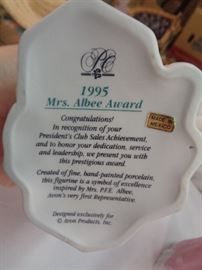 1995
Mrs. Albee Award
Congratulations!
In recognition of your
President's Club Sales Achievement,
and to honor your dedication, service
and leadership, we present you with
this prestigious award.
MADE IN
MEXICO
Created of fine, hand-painted porcelain,
this figurine is a symbol of excellence
inspired by Mrs. P.F.E. Albee,
Avon's very first Representative.
Designed exclusively for
© Avon Products, Inc.